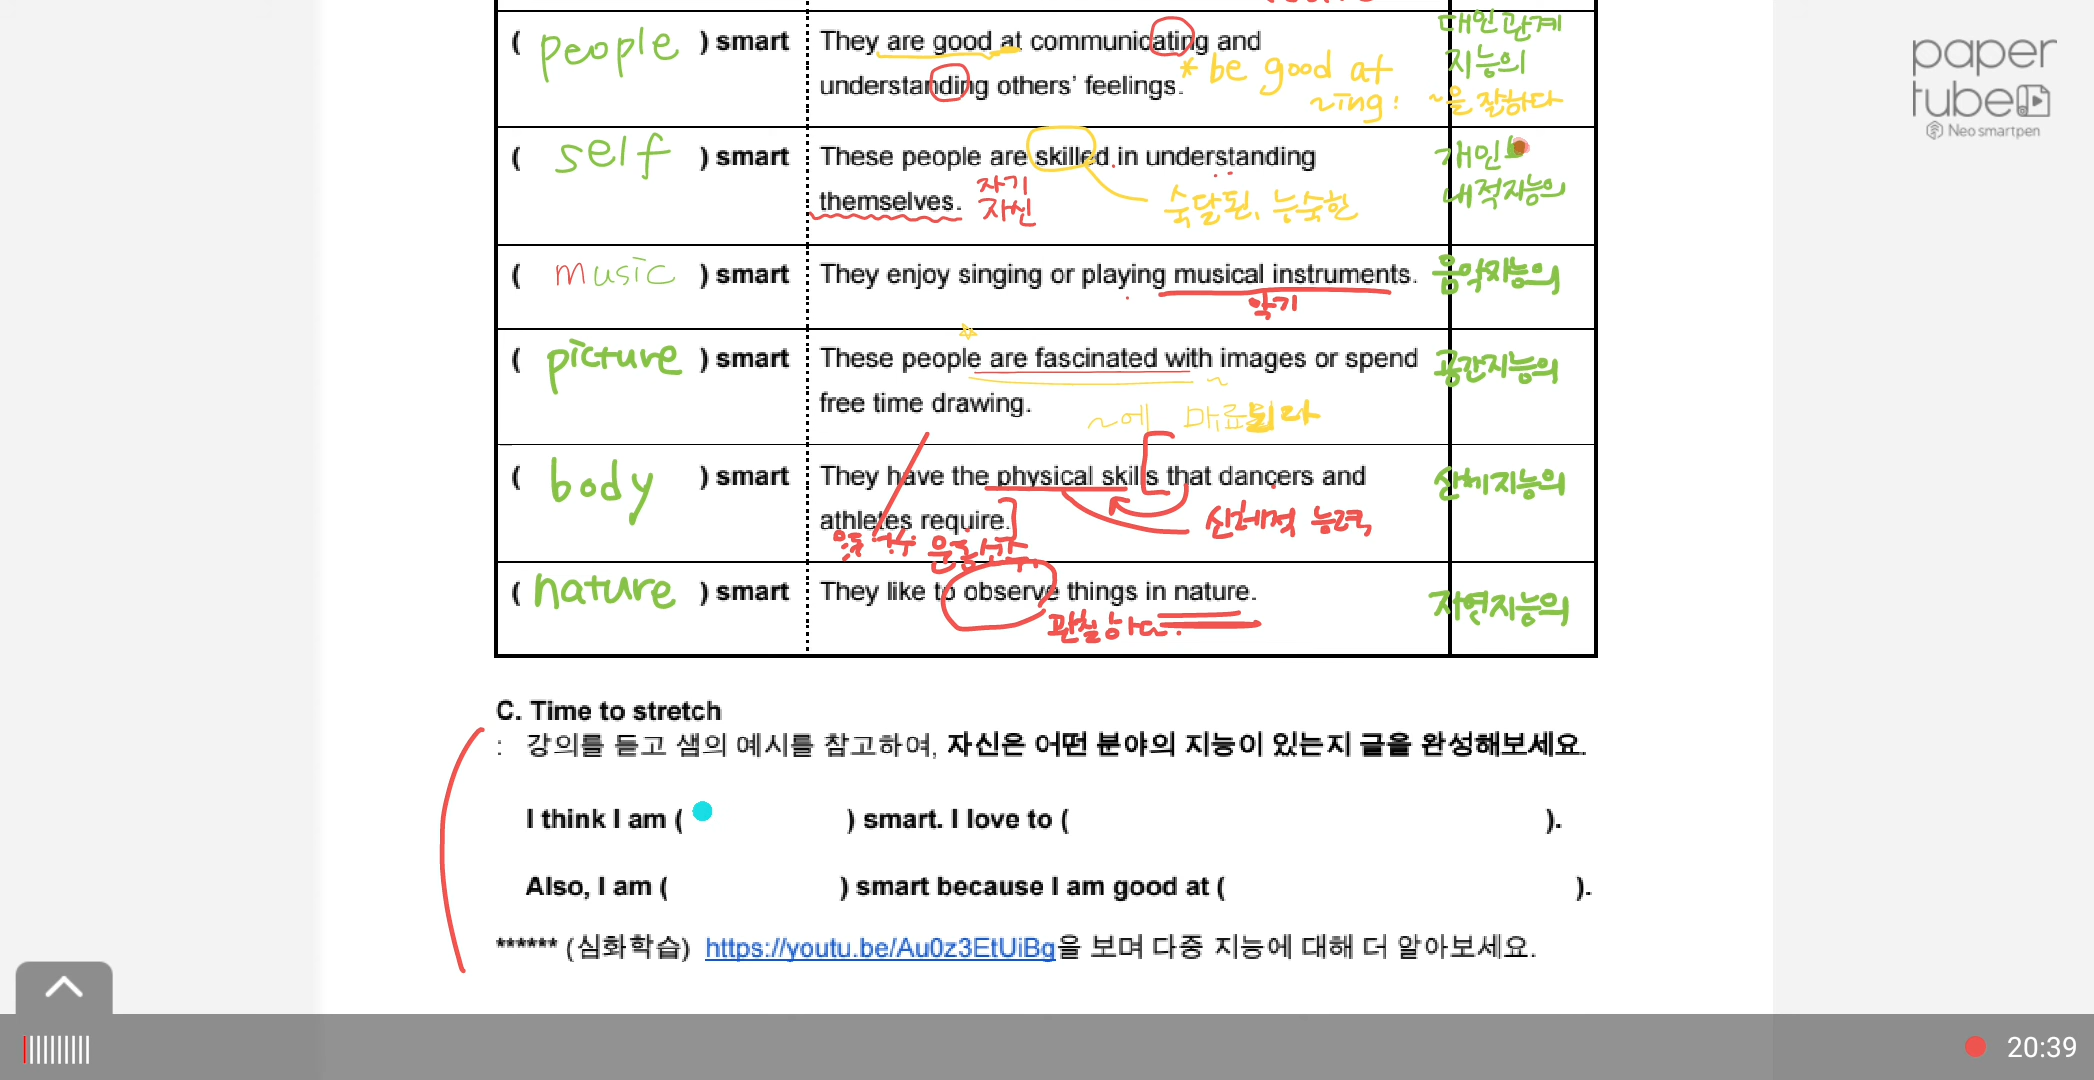 ( people ) smart They are good at communicating and 대인관계
understanding others’ feelings. * be good at 지능의
~ing : ~을 잘하다
( self ) smart These people are skilled in understanding 개인
themselves. 자기 자신 숙달된, 능숙한 내적지능의
( music ) smart They enjoy singing or playing musical instruments. 음악지능의
악기
( picture ) smart These people are fascinated with images or spend 공간지능의
free time drawing. ~에 매료되다
( body ) smart They have the physical skills that dancers and 신체지능의
athletes require. 신체적 능력
운동선수
( nature ) smart They like to observe things in nature. 자연지능의
관찰하다.
C. Time to stretch
: 강의를 듣고 샘의 예시를 참고하여, 자신은 어떤 분야의 지능이 있는지 글을 완성해보세요.
I think I am ( ) smart. I love to ( ).
Also, I am ( ) smart because I am good at ( ).
****** (심화학습) https://youtu.be/Au0z3EtUiBg을 보며 다중 지능에 대해 더 알아보세요.
paper
tube
Neo smartpen
20:39